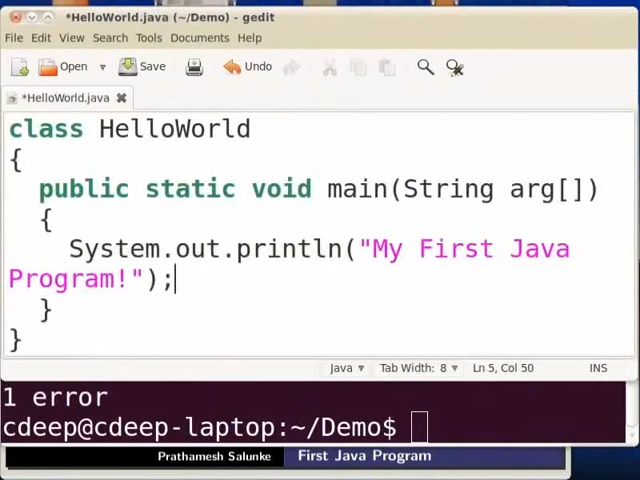 *HelloWorld.java (~/Demo) - gedit
File Edit View Search Tools Documents Help
Open Save Undo
*HelloWorld.java
class HelloWorld
{
public static void main(String arg[])
{
System.out.println("My First Java
Program!");
}
}
Java Tab Width: 8 Ln 5, Col 50 INS
1 error
cdeep@cdeep-laptop:~/Demo$
Prathamesh Salunke First Java Program